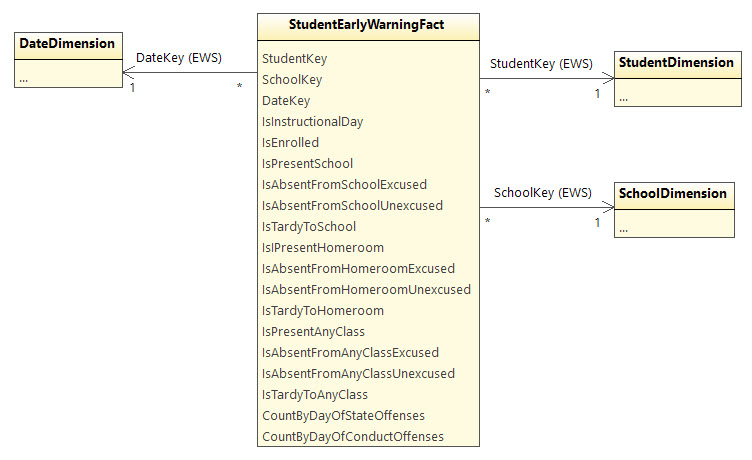 StudentEarlyWarningFact
StudentKey
SchoolKey
DateKey
IsInstructionalDay
IsEnrolled
IsPresentSchool
IsAbsentFromSchoolExcused
IsAbsentFromSchoolUnexcused
IsTardyToSchool
IsIPresentHomeroom
IsAbsentFromHomeroomExcused
IsAbsentFromHomeroomUnexcused
IsTardyToHomeroom
IsPresentAnyClass
IsAbsentFromAnyClassExcused
IsAbsentFromAnyClassUnexcused
IsTardyToAnyClass
CountByDayOfStateOffenses
CountByDayOfConductOffenses
DateDimension
...
DateKey (EWS)
1
*
StudentKey (EWS)
*
1
StudentDimension
...
SchoolKey (EWS)
*
1
SchoolDimension
...